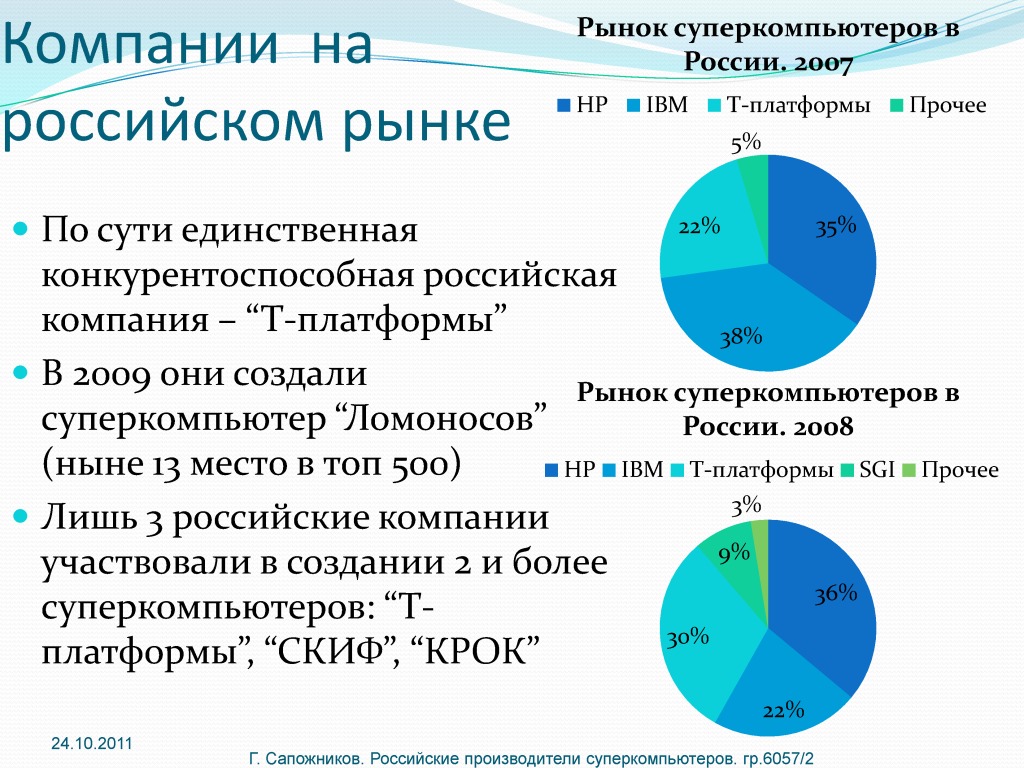 Компании на
российском рынке
По сути единственная
конкурентоспособная российская
компания – “Т-платформы”
В 2009 они создали
суперкомпьютер “Ломоносов”
(ныне 13 место в топ 500)
Лишь 3 российские компании
участвовали в создании 2 и более
суперкомпьютеров: “Т-
платформы”, “СКИФ”, “КРОК”
Рынок суперкомпьютеров в
России. 2007
HP IBM Т-платформы Прочее
5%
22%
35%
38%
Рынок суперкомпьютеров в
России. 2008
HP IBM Т-платформы SGI Прочее
3%
9%
36%
30%
22%
24.10.2011
Г. Сапожников. Российские производители суперкомпьютеров. гр.6057/2